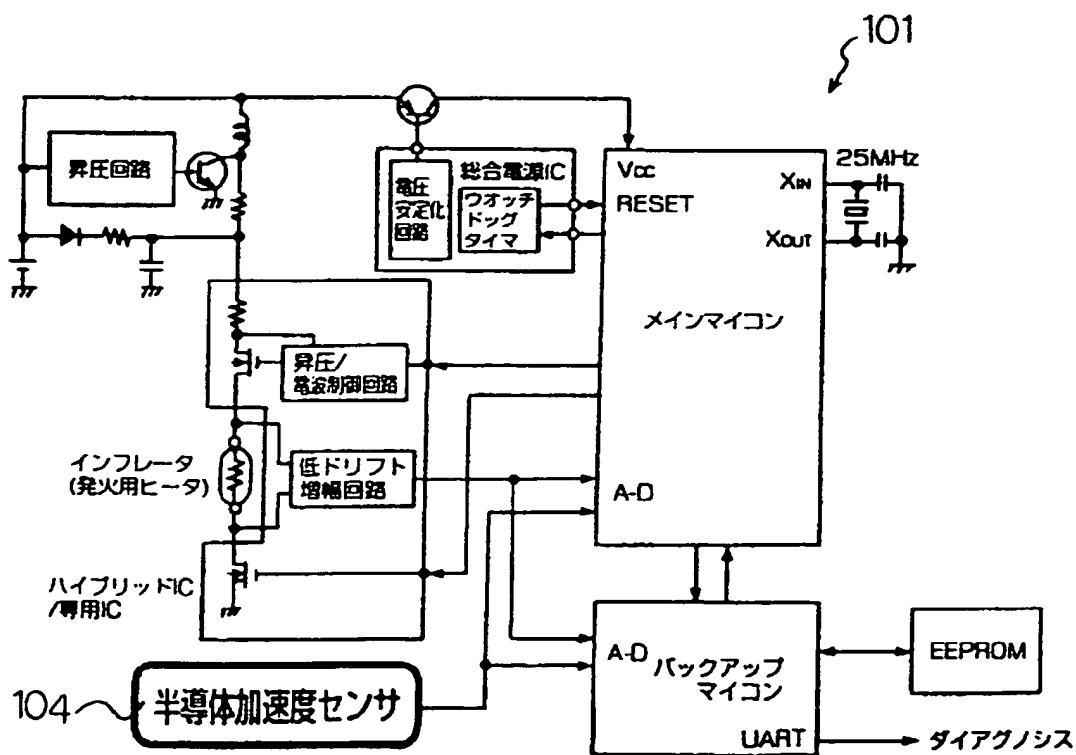 101
昇圧回路
総合電源IC
電圧
安定化
回路
ウオッチ
ドッグ
タイマ
Vcc
RESET
XIN
XOUT
25MHz
メインマイコン
昇圧/
電波制御回路
インフレータ
(発火用ヒータ)
低ドリフト
増幅回路
A-D
ハイブリッドIC
/専用IC
A-D
バックアップ
マイコン
UART
EEPROM
ダイアグノシス
104
半導体加速度センサ